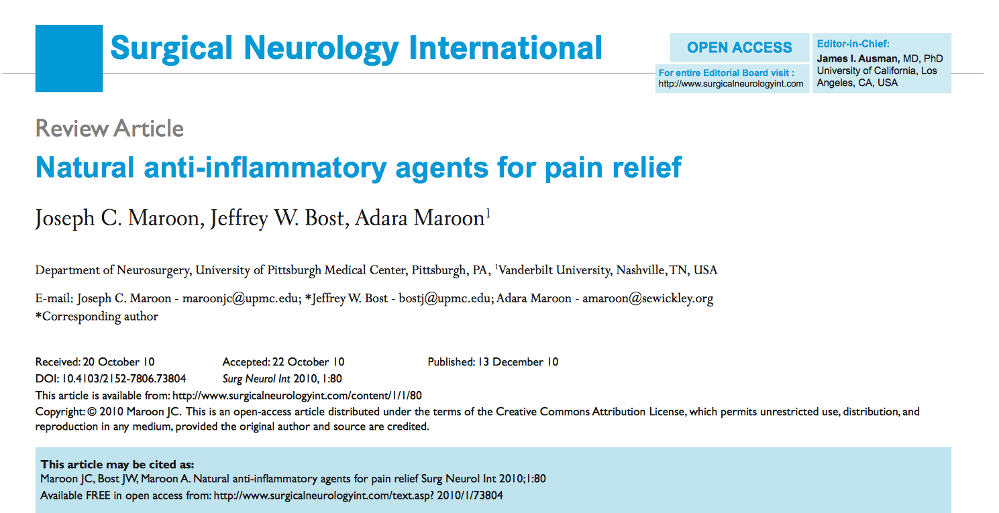 Surgical Neurology International
OPEN ACCESS
For entire Editorial Board visit :
http://www.surgicalneurologyint.com
Editor-in-Chief:
James I. Ausman, MD, PhD
University of California, Los
Angeles, CA, USA
Review Article
Natural anti-inflammatory agents for pain relief
Joseph C. Maroon, Jeffrey W. Bost, Adara Maroon¹
Department of Neurosurgery, University of Pittsburgh Medical Center, Pittsburgh, PA, ¹Vanderbilt University, Nashville, TN, USA
E-mail: Joseph C. Maroon - maroonjc@upmc.edu; *Jeffrey W. Bost - bostj@upmc.edu; Adara Maroon - amaroon@sewickley.org
*Corresponding author
Received: 20 October 10 Accepted: 22 October 10 Published: 13 December 10
DOI: 10.4103/2152-7806.73804 Surg Neurol Int 2010, 1:80
This article is available from: http://www.surgicalneurologyint.com/content/1/1/80
Copyright: © 2010 Maroon JC. This is an open-access article distributed under the terms of the Creative Commons Attribution License, which permits unrestricted use, distribution, and
reproduction in any medium, provided the original author and source are credited.
This article may be cited as:
Maroon JC, Bost JW, Maroon A. Natural anti-inflammatory agents for pain relief Surg Neurol Int 2010;1:80
Available FREE in open access from: http://www.surgicalneurologyint.com/text.asp? 2010/1/73804